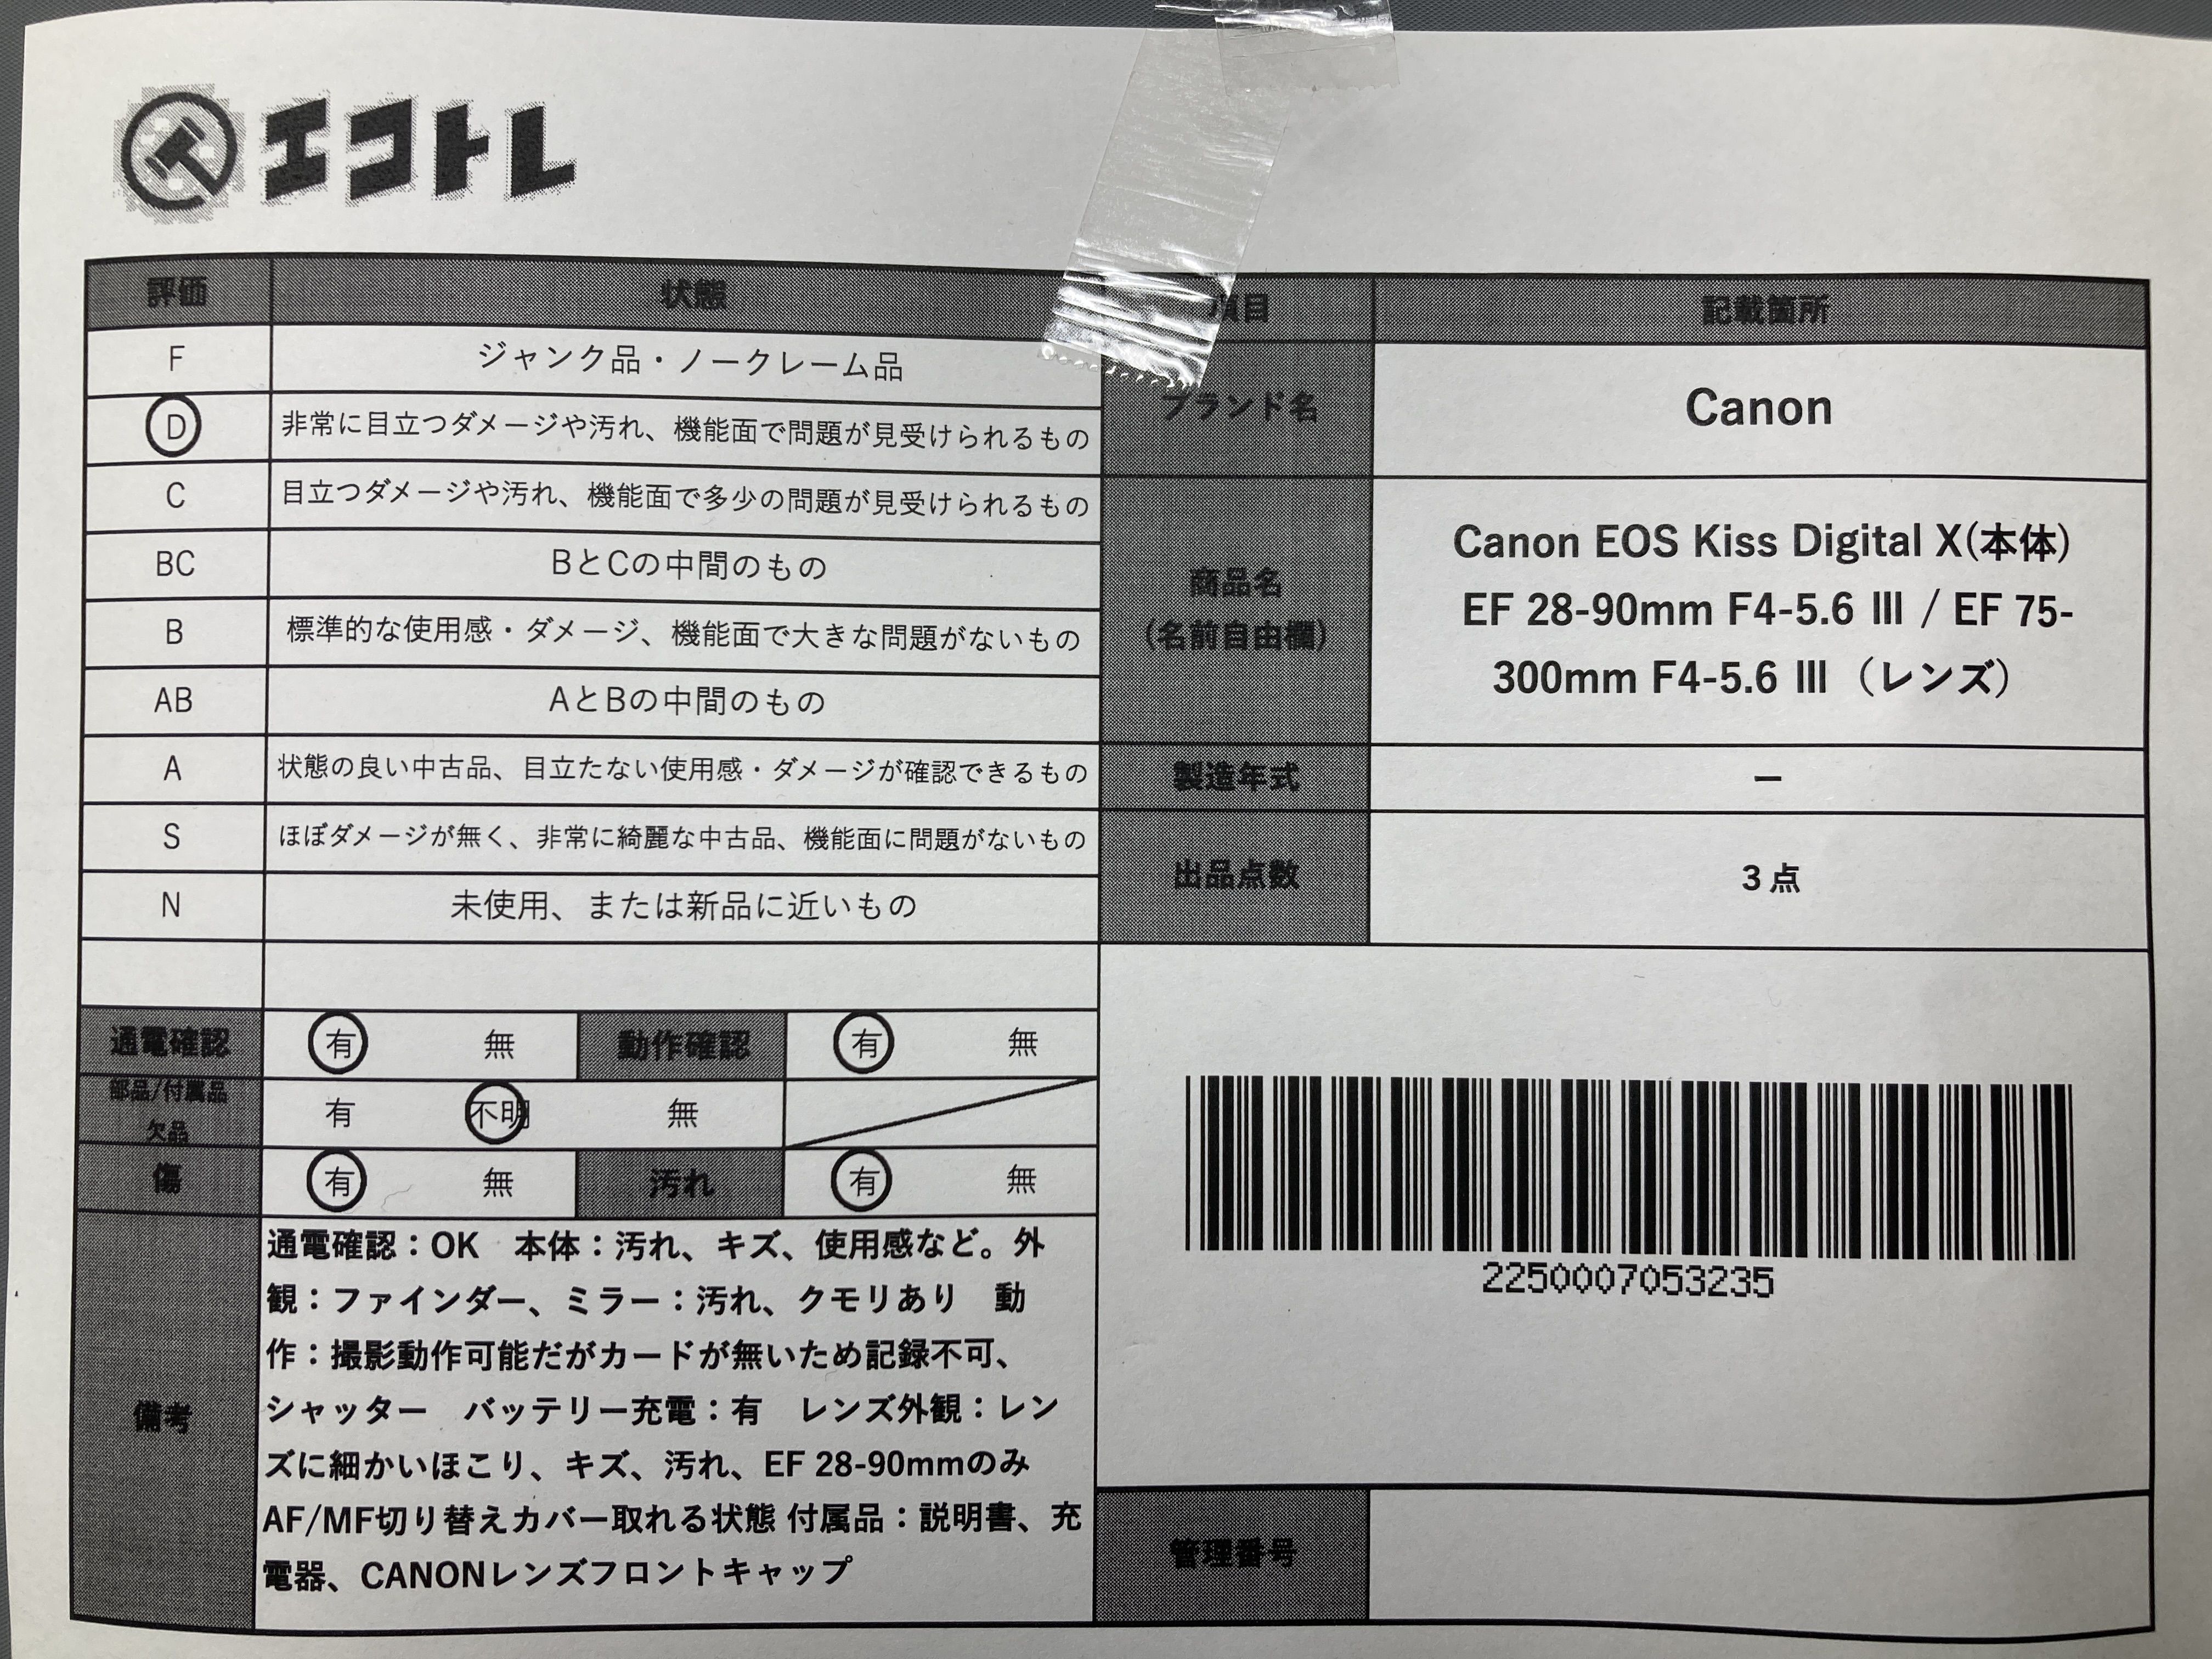 エコトレ
評価 状態
F ジャンク品・ノークレーム品
D 非常に目立つダメージや汚れ、機能面で問題が見受けられるもの
C 目立つダメージや汚れ、機能面で多少の問題が見受けられるもの
BC BとCの中間のもの
B 標準的な使用感・ダメージ、機能面で大きな問題がないもの
AB AとBの中間のもの
A 状態の良い中古品、目立たない使用感・ダメージが確認できるもの
S ほぼダメージが無く、非常に綺麗な中古品、機能面に問題がないもの
N 未使用、または新品に近いもの
通電確認 有 無 動作確認 有 無
部品/付属品
欠品
有 不明 無
傷 有 無 汚れ 有 無
備考
通電確認：OK　本体：汚れ、キズ、使用感など。外
観：ファインダー、ミラー：汚れ、クモリあり　動
作：撮影動作可能だがカードが無いため記録不可、
シャッター　バッテリー充電：有　レンズ外観：レン
ズに細かいほこり、キズ、汚れ、EF 28-90mmのみ
AF/MF切り替えカバー取れる状態 付属品：説明書、充
電器、CANONレンズフロントキャップ
項目 記載箇所
ブランド名 Canon
商品名
(名前自由欄)
Canon EOS Kiss Digital X(本体)
EF 28-90mm F4-5.6 III / EF 75-
300mm F4-5.6 III （レンズ）
製造年式 ー
出品点数 3点
2250007053235
管理番号